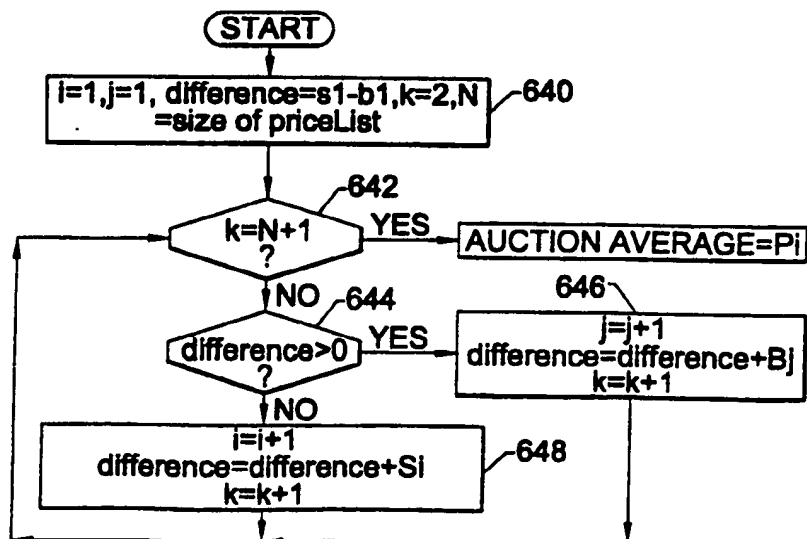 START
i=1,j=1, difference=s1-b1,k=2,N
=size of priceList
640
642
k=N+1
?
YES
AUCTION AVERAGE=Pi
NO
644
646
difference>0
?
YES
j=j+1
difference=difference+Bj
k=k+1
NO
i=i+1
difference=difference+Si
k=k+1
648